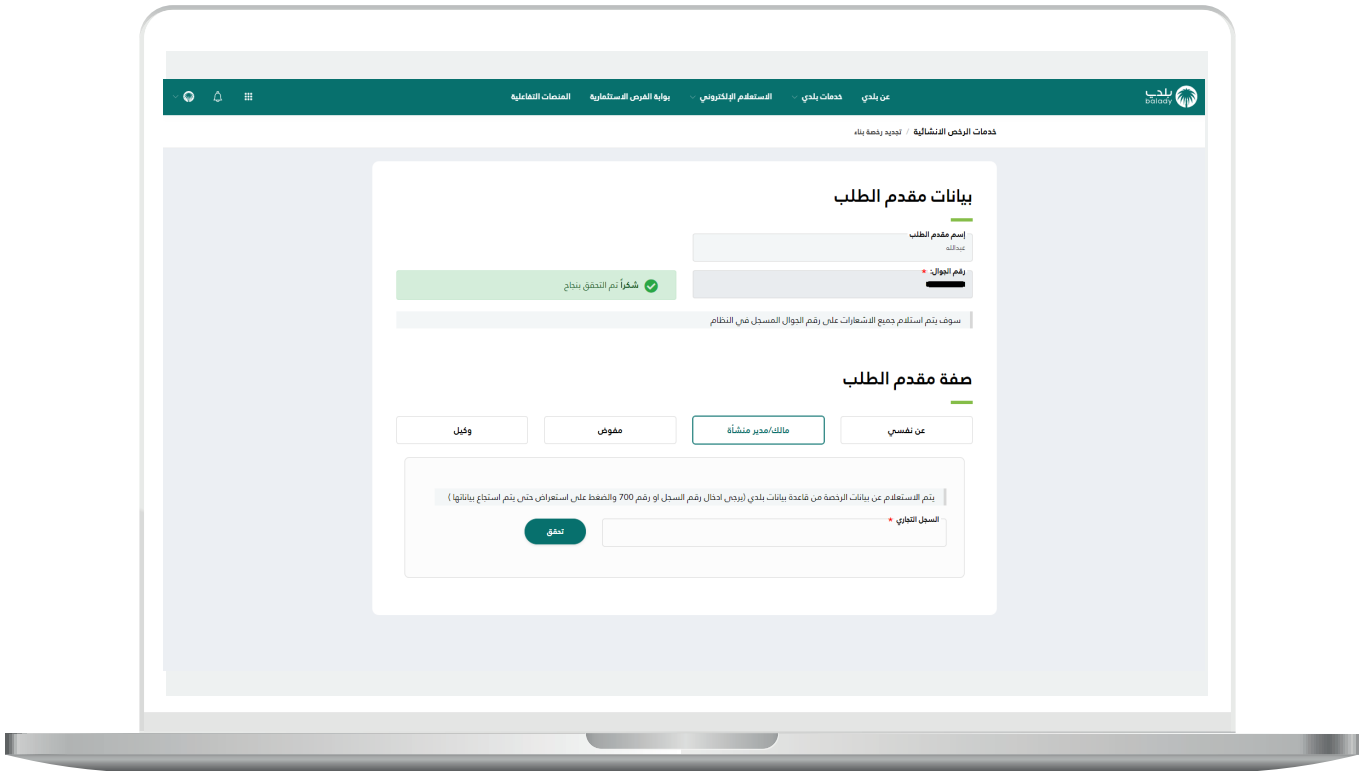 بلدي
balady
عن بلدي
خدمات بلدي
الاستعلام الإلكتروني
بوابة الفرص الاستثمارية
المنصات التفاعلية
خدمات الرخص الانشائية / تجديد رخصة بناء
بيانات مقدم الطلب
إسم مقدم الطلب
عبدالله
رقم الجوال: *
شكراً تم التحقق بنجاح
سوف يتم استلام جميع الاشعارات على رقم الجوال المسجل في النظام
صفة مقدم الطلب
عن نفسي
مالك/مدير منشأة
مفوض
وكيل
يتم الاستعلام عن بيانات الرخصة من قاعدة بيانات بلدي (يرجى ادخال رقم السجل او رقم 700 والضغط على استعراض حتى يتم استجاع بياناتها )
السجل التجاري *
تحقق